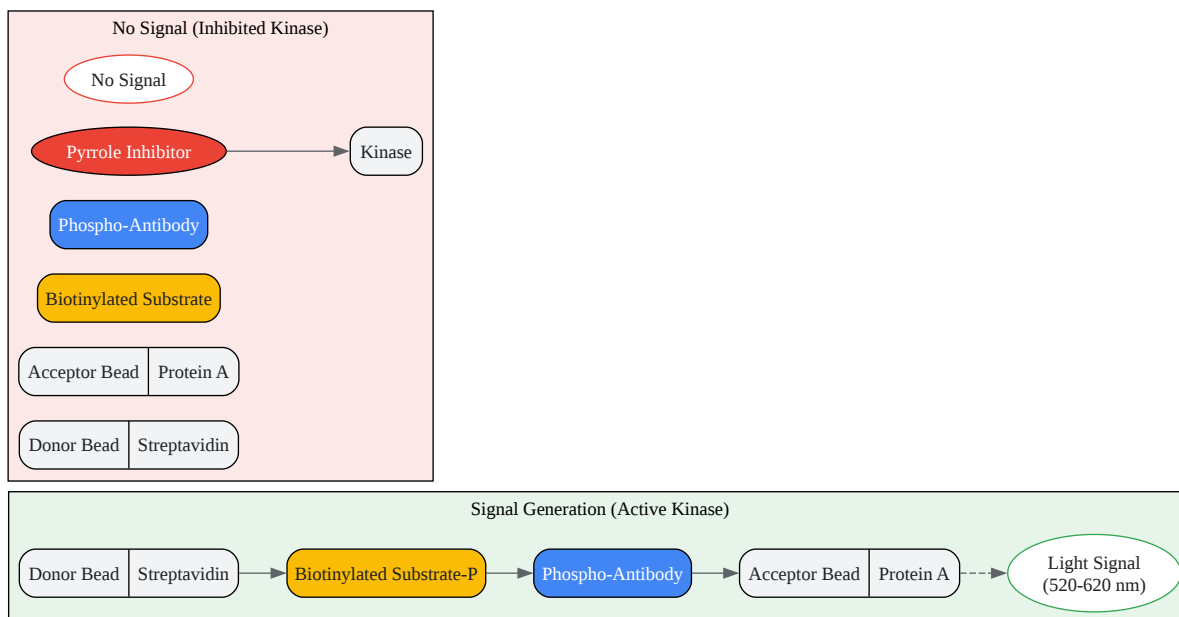 No Signal (Inhibited Kinase)
No Signal
Pyrrole Inhibitor
Kinase
Phospho-Antibody
Biotinylated Substrate
Acceptor Bead
Protein A
Donor Bead
Streptavidin
Signal Generation (Active Kinase)
Donor Bead
Streptavidin
Biotinylated Substrate-P
Phospho-Antibody
Acceptor Bead
Protein A
Light Signal
(520-620 nm)